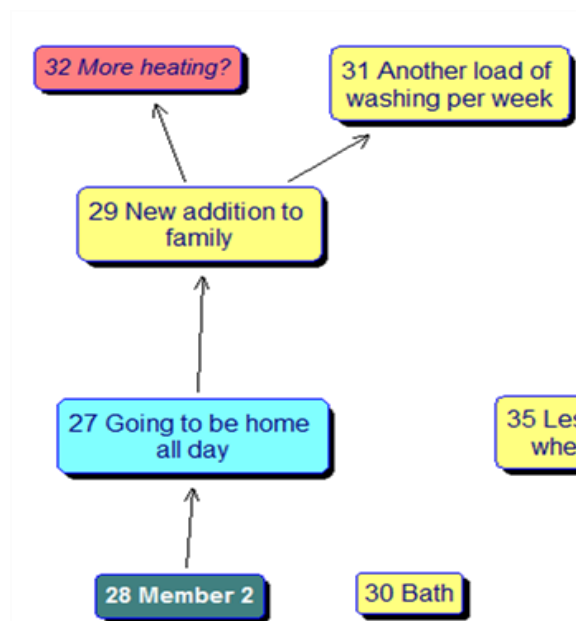 32 More heating?
31 Another load of
washing per week
29 New addition to
family
27 Going to be home
all day
35
28 Member 2
30 Bath